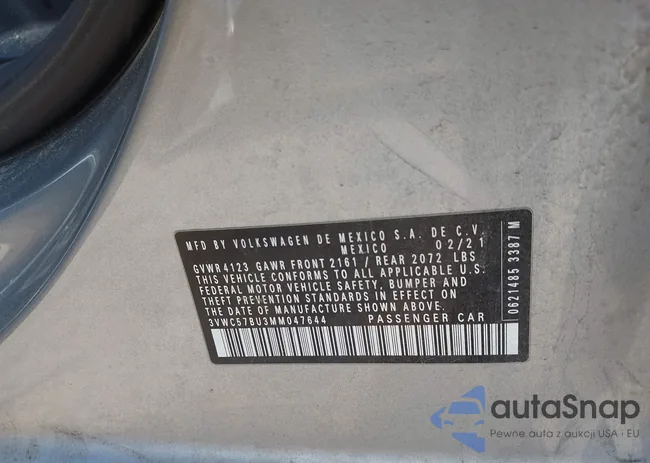 MFD BY VOLKSWAGEN DE MEXICO S.A. DE C.V.
MEXICO 02/21
GVWR 4123 GAWR FRONT 2161 / REAR 2072 LBS
THIS VEHICLE CONFORMS TO ALL APPLICABLE U.S.
FEDERAL MOTOR VEHICLE SAFETY, BUMPER AND
THEFT PREVENTION STANDARDS IN EFFECT ON
THE DATE OF MANUFACTURE SHOWN ABOVE.
3VWC57BU3MM047644 PASSENGER CAR
0621485 3387 M
autaSnap
Pewne auta z aukcji USA · EU